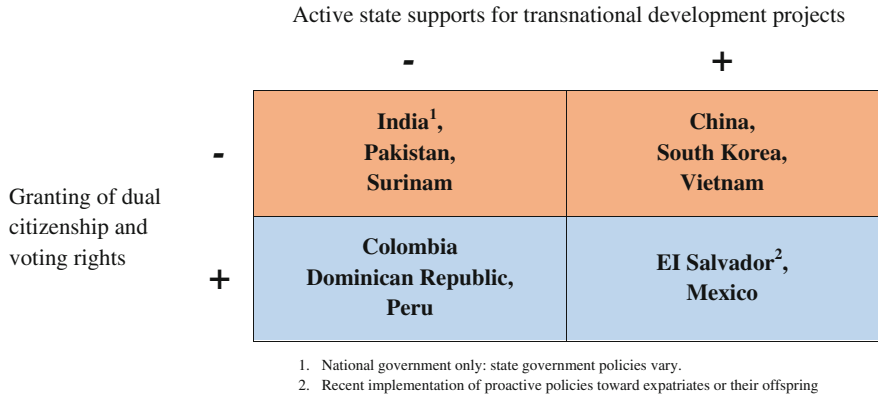 Active state supports for transnational development projects
- +
-
India1,
Pakistan,
Surinam
China,
South Korea,
Vietnam
Granting of dual
citizenship and
voting rights
+
Colombia
Dominican Republic,
Peru
EI Salvador2,
Mexico
1. National government only: state government policies vary.
2. Recent implementation of proactive policies toward expatriates or their offspring